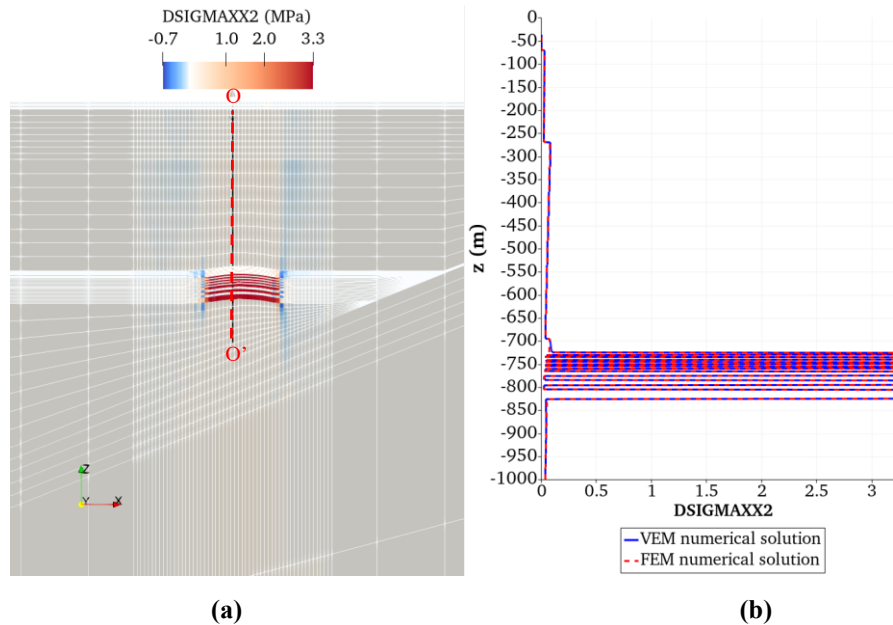 DSIGMAXX2 (MPa)
-0.7 1.0 2.0 3.3
O
O'
Z
Y X
(a)
0
-50
-100
-150
-200
-250
-300
-350
-400
-450
-500
-550
-600
-650
-700
-750
-800
-850
-900
-950
-1000
z (m)
0 0.5 1 1.5 2 2.5 3
DSIGMAXX2
VEM numerical solution
FEM numerical solution
(b)